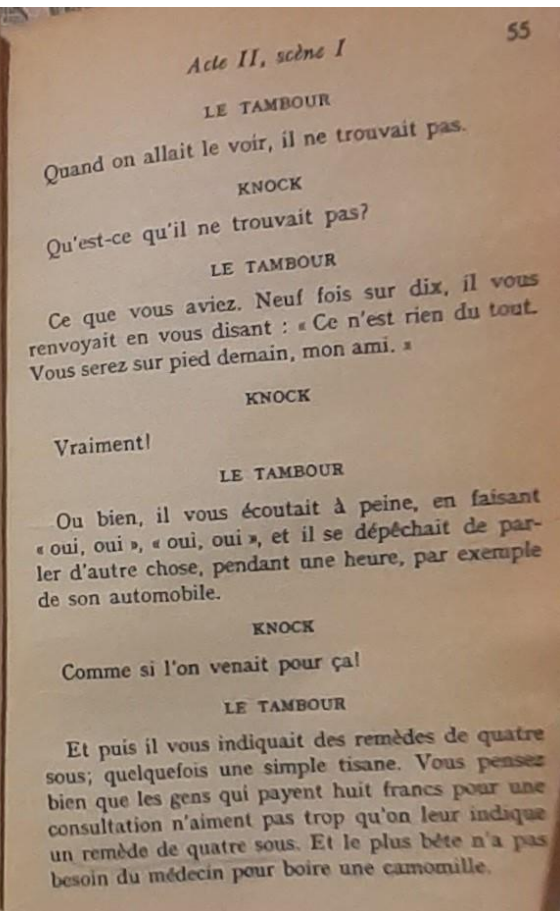 55
Acte II, scène I
LE TAMBOUR
Quand on allait le voir, il ne trouvait pas.
KNOCK
Qu'est-ce qu'il ne trouvait pas?
LE TAMBOUR
Ce que vous aviez. Neuf fois sur dix, il vous
renvoyait en vous disant : « Ce n'est rien du tout.
Vous serez sur pied demain, mon ami. »
KNOCK
Vraiment!
LE TAMBOUR
Ou bien, il vous écoutait à peine, en faisant
« oui, oui », « oui, oui », et il se dépêchait de par-
ler d'autre chose, pendant une heure, par exemple
de son automobile.
KNOCK
Comme si l'on venait pour ça!
LE TAMBOUR
Et puis il vous indiquait des remèdes de quatre
sous; quelquefois une simple tisane. Vous pensez
bien que les gens qui payent huit francs pour une
consultation n'aiment pas trop qu'on leur indique
un remède de quatre sous. Et le plus bête n'a pas
besoin du médecin pour boire une camomille.